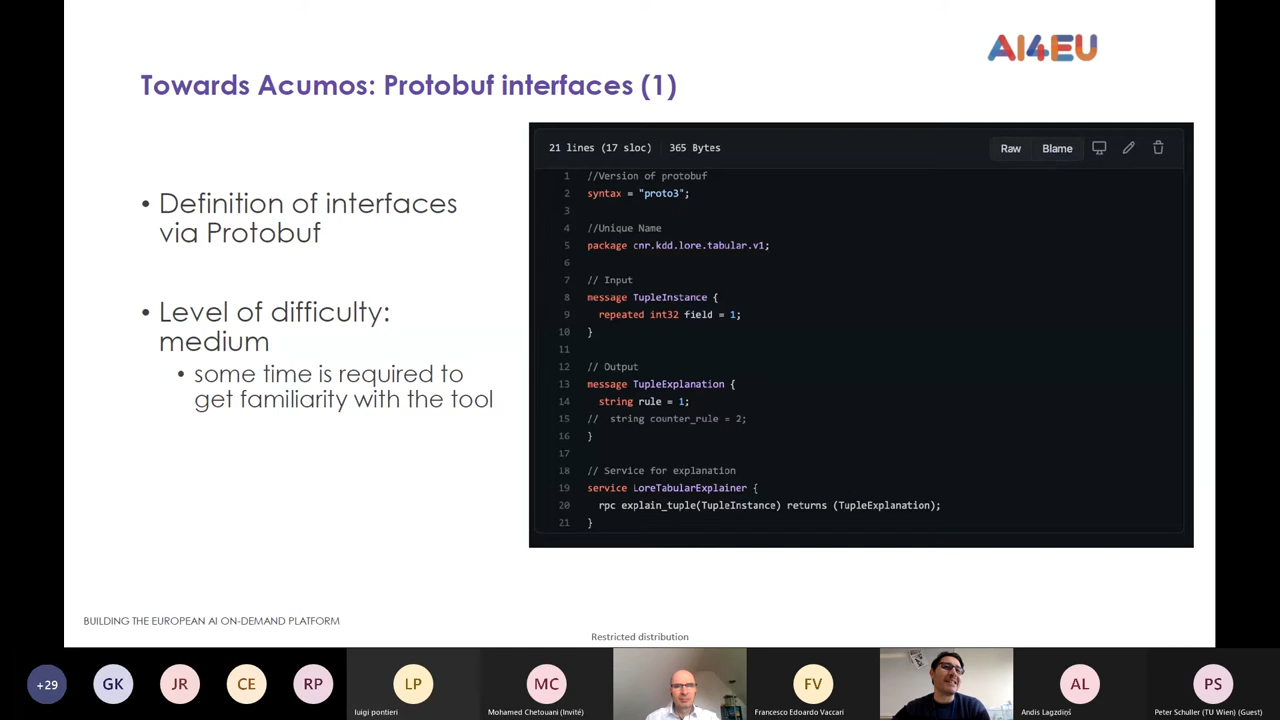 AI4EU
Towards Acumos: Protobuf interfaces (1)
• Definition of interfaces
via Protobuf
• Level of difficulty:
medium
• some time is required to
get familiarity with the tool
21 lines (17 sloc) 365 Bytes
Raw Blame
1 //Version of protobuf
2 syntax = "proto3";
3
4 //Unique Name
5 package cnr.kdd.lore.tabular.v1;
6
7 // Input
8 message TupleInstance {
9 repeated int32 field = 1;
10 }
11
12 // Output
13 message TupleExplanation {
14 string rule = 1;
15 // string counter_rule = 2;
16 }
17
18 // Service for explanation
19 service LoreTabularExplainer {
20 rpc explain_tuple(TupleInstance) returns (TupleExplanation);
21 }
BUILDING THE EUROPEAN AI ON-DEMAND PLATFORM
Restricted distribution
+29 GK JR CE RP LP MC FV AL PS
luigi pontieri
Mohamed Chetouani (Invité)
Francesco Edoardo Vaccari
Andis Lagzdiņš
Peter Schuller (TU Wien) (Guest)